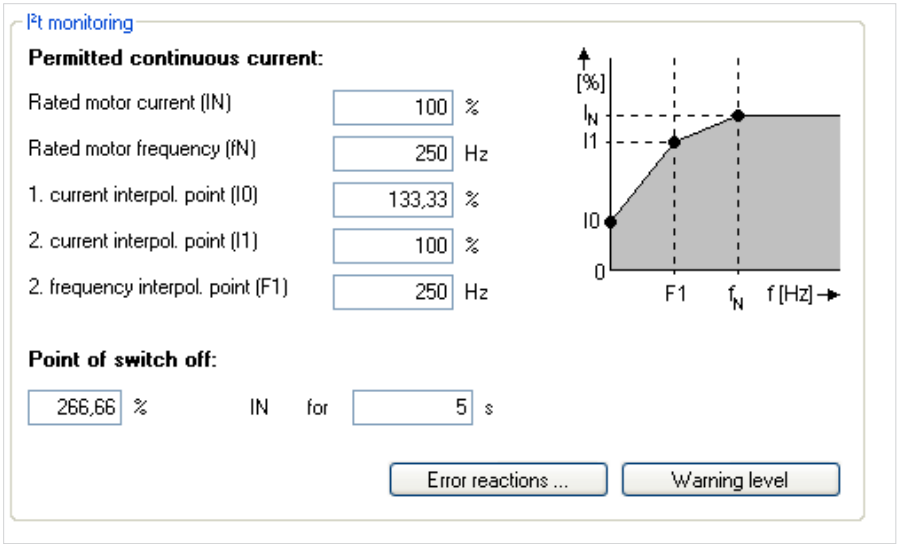 I²t monitoring
Permitted continuous current:
Rated motor current (IN) 100 %
Rated motor frequency (fN) 250 Hz
1. current interpol. point (I0) 133,33 %
2. current interpol. point (I1) 100 %
2. frequency interpol. point (F1) 250 Hz
[%]
IN
I1
I0
0
F1 fN f [Hz]
Point of switch off:
266,66 % IN for 5 s
Error reactions ... Warning level